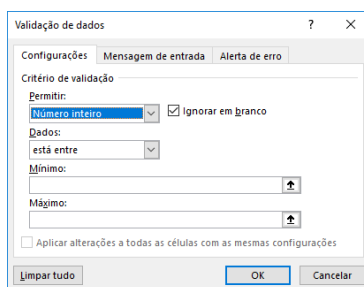 Validação de dados ? ×
Configurações Mensagem de entrada Alerta de erro
Critério de validação
Permitir:
Número inteiro Ignorar em branco
Dados:
está entre
Mínimo:
Máximo:
Aplicar alterações a todas as células com as mesmas configurações
Limpar tudo OK Cancelar